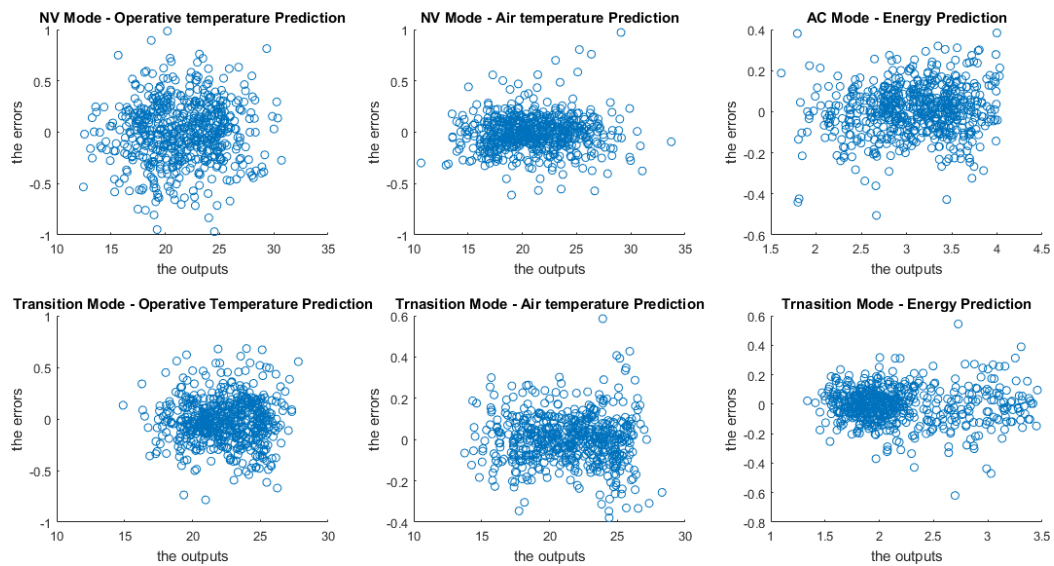 NV Mode - Operative temperature Prediction
1
0.5
0
-0.5
-1
the errors
10 15 20 25 30 35
the outputs
NV Mode - Air temperature Prediction
1
0.5
0
-0.5
-1
the errors
10 15 20 25 30 35
the outputs
AC Mode - Energy Prediction
0.4
0.2
0
-0.2
-0.4
-0.6
the errors
1.5 2 2.5 3 3.5 4 4.5
the outputs
Transition Mode - Operative Temperature Prediction
1
0.5
0
-0.5
-1
the errors
10 15 20 25 30 35
the outputs
Trnasition Mode - Air temperature Prediction
0.6
0.4
0.2
0
-0.2
-0.4
the errors
10 15 20 25 30
the outputs
Trnasition Mode - Energy Prediction
0.6
0.4
0.2
0
-0.2
-0.4
-0.6
-0.8
the errors
1 1.5 2 2.5 3 3.5
the outputs